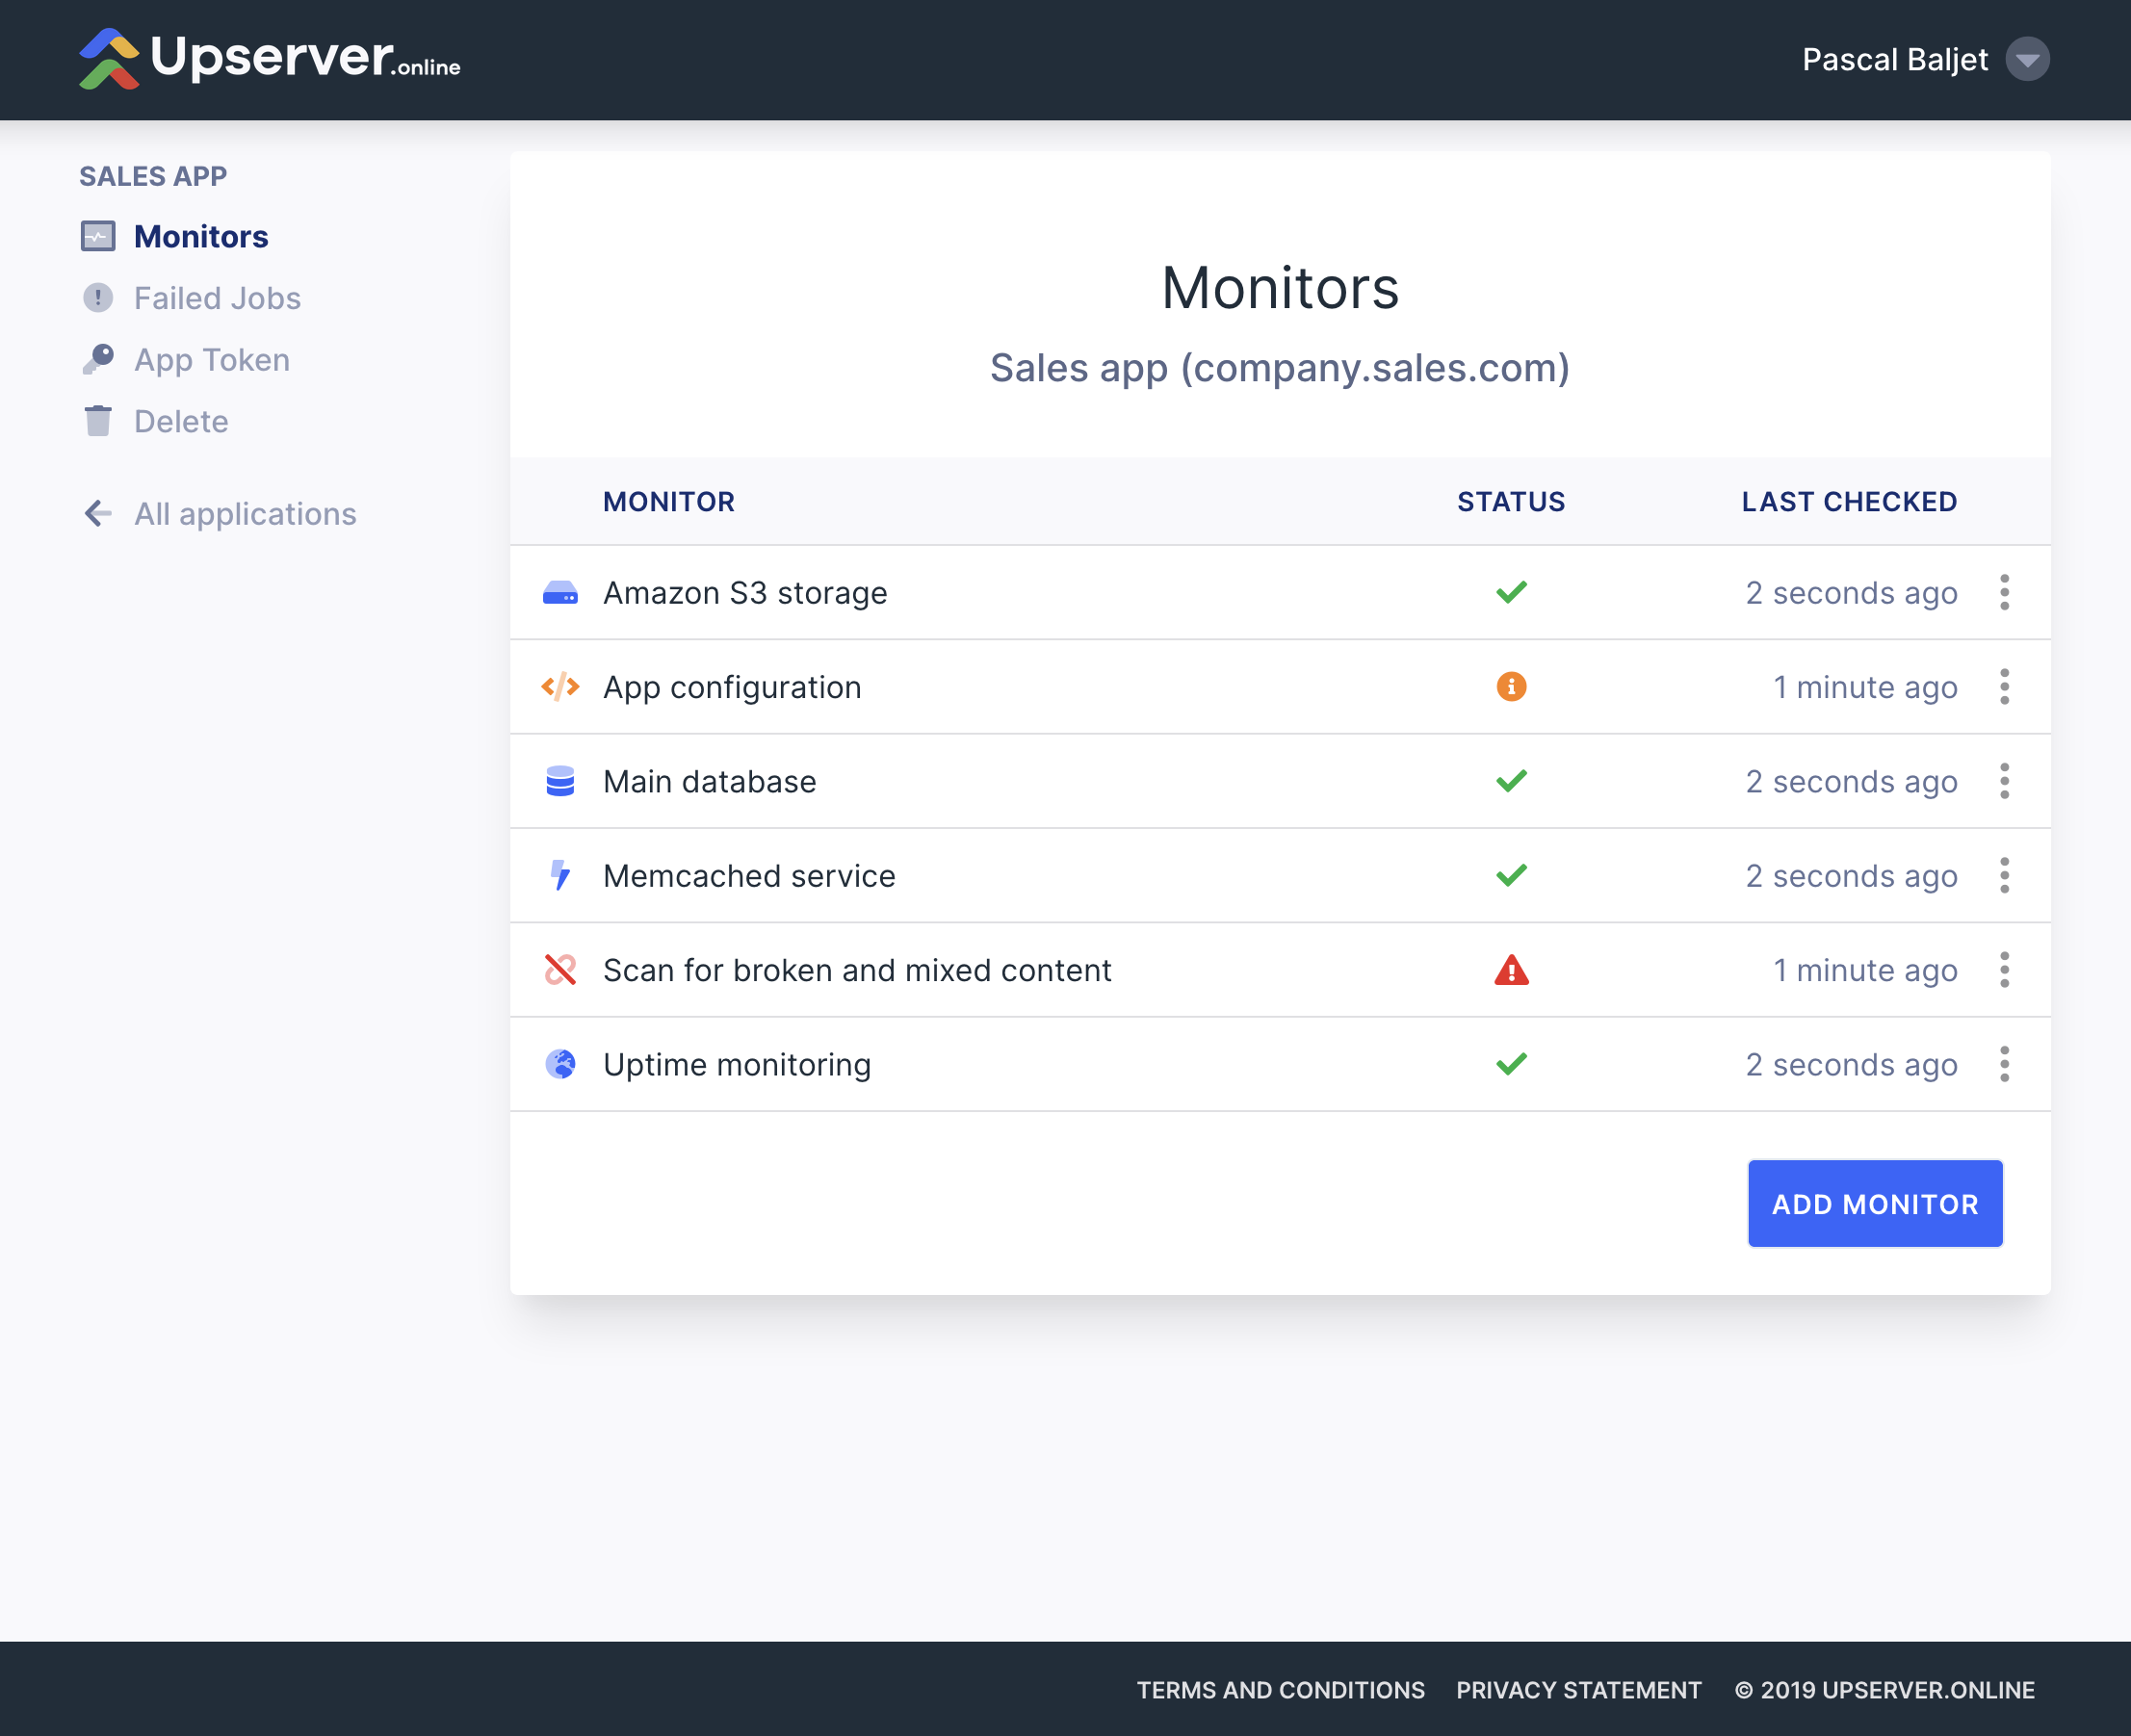 Upserver.online
Pascal Baljet
SALES APP
Monitors
Failed Jobs
App Token
Delete
All applications
Monitors
Sales app (company.sales.com)
MONITOR STATUS LAST CHECKED
Amazon S3 storage 2 seconds ago
App configuration 1 minute ago
Main database 2 seconds ago
Memcached service 2 seconds ago
Scan for broken and mixed content 1 minute ago
Uptime monitoring 2 seconds ago
ADD MONITOR
TERMS AND CONDITIONS PRIVACY STATEMENT © 2019 UPSERVER.ONLINE